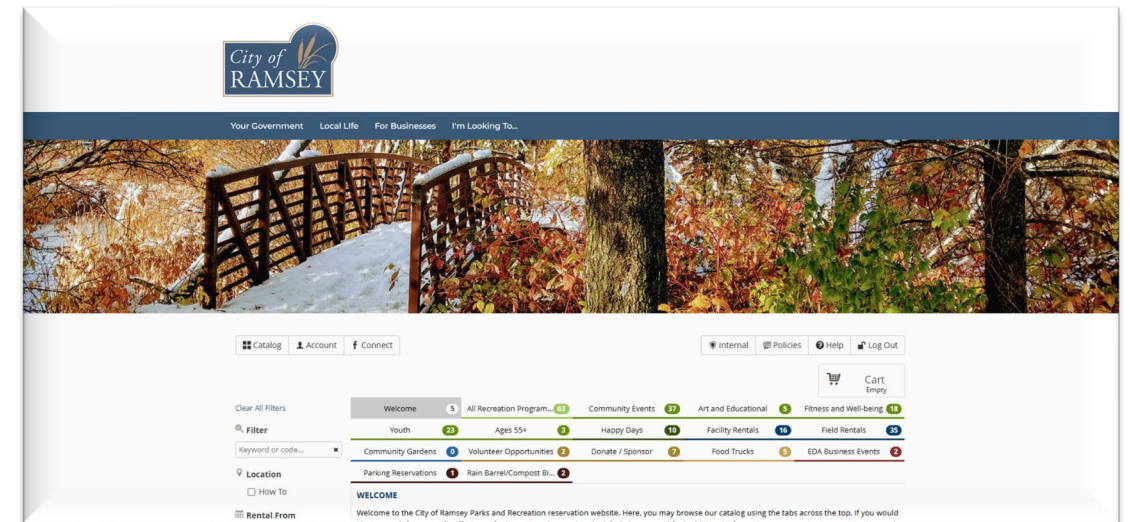 City of
RAMSEY
Your Government Local Life For Businesses I'm Looking To...
Catalog Account Connect Internal Policies Help Log Out
Cart
Empty
Clear All Filters
Welcome 5 All Recreation Program... 63 Community Events 37 Art and Educational 5 Fitness and Well-being 18
Filter
Youth 23 Ages 55+ 3 Happy Days 10 Facility Rentals 16 Field Rentals 35
Keyword or code... ×
Community Gardens 0 Volunteer Opportunities 2 Donate / Sponsor 7 Food Trucks 5 EDA Business Events 2
Location
Parking Reservations 1 Rain Barrel/Compost Bi... 2
How To
WELCOME
Rental From
Welcome to the City of Ramsey Parks and Recreation reservation website. Here, you may browse our catalog using the tabs across the top. If you would